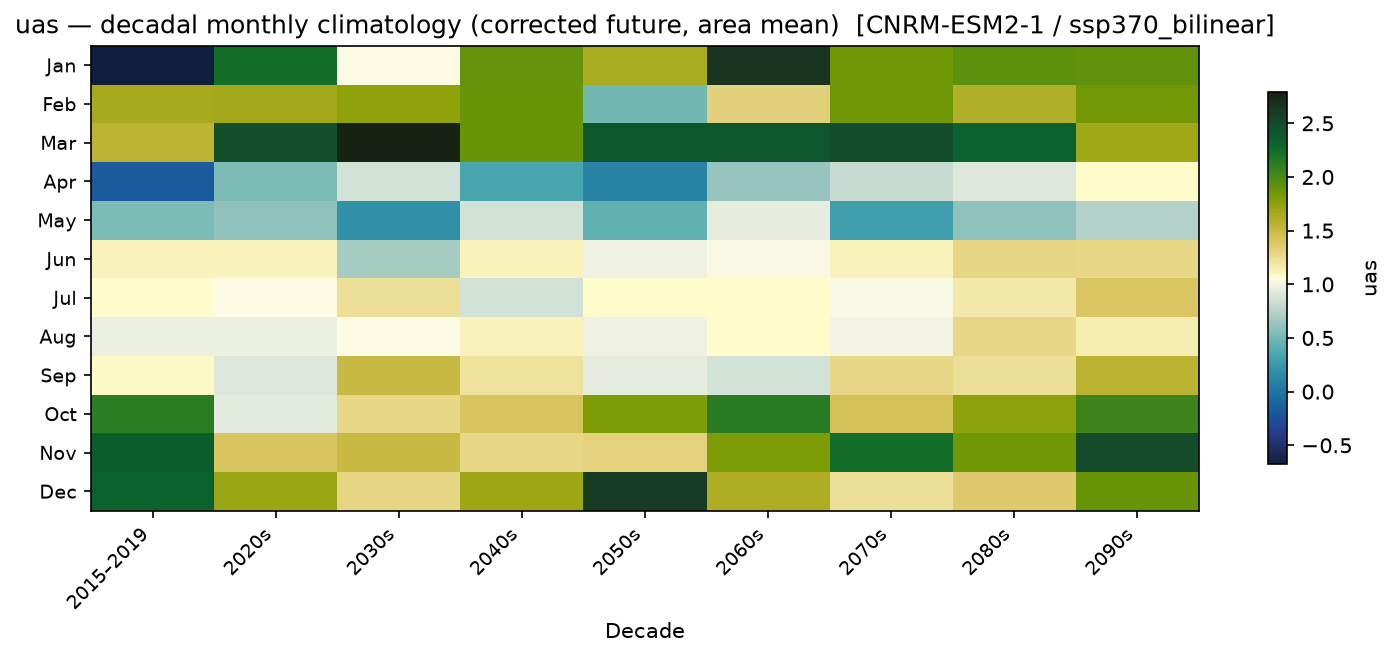 uas — decadal monthly climatology (corrected future, area mean)  [CNRM-ESM2-1 / ssp370_bilinear]
Jan
Feb
Mar
Apr
May
Jun
Jul
Aug
Sep
Oct
Nov
Dec
2015–2019
2020s
2030s
2040s
2050s
2060s
2070s
2080s
2090s
Decade
2.5
2.0
1.5
1.0
0.5
0.0
−0.5
uas